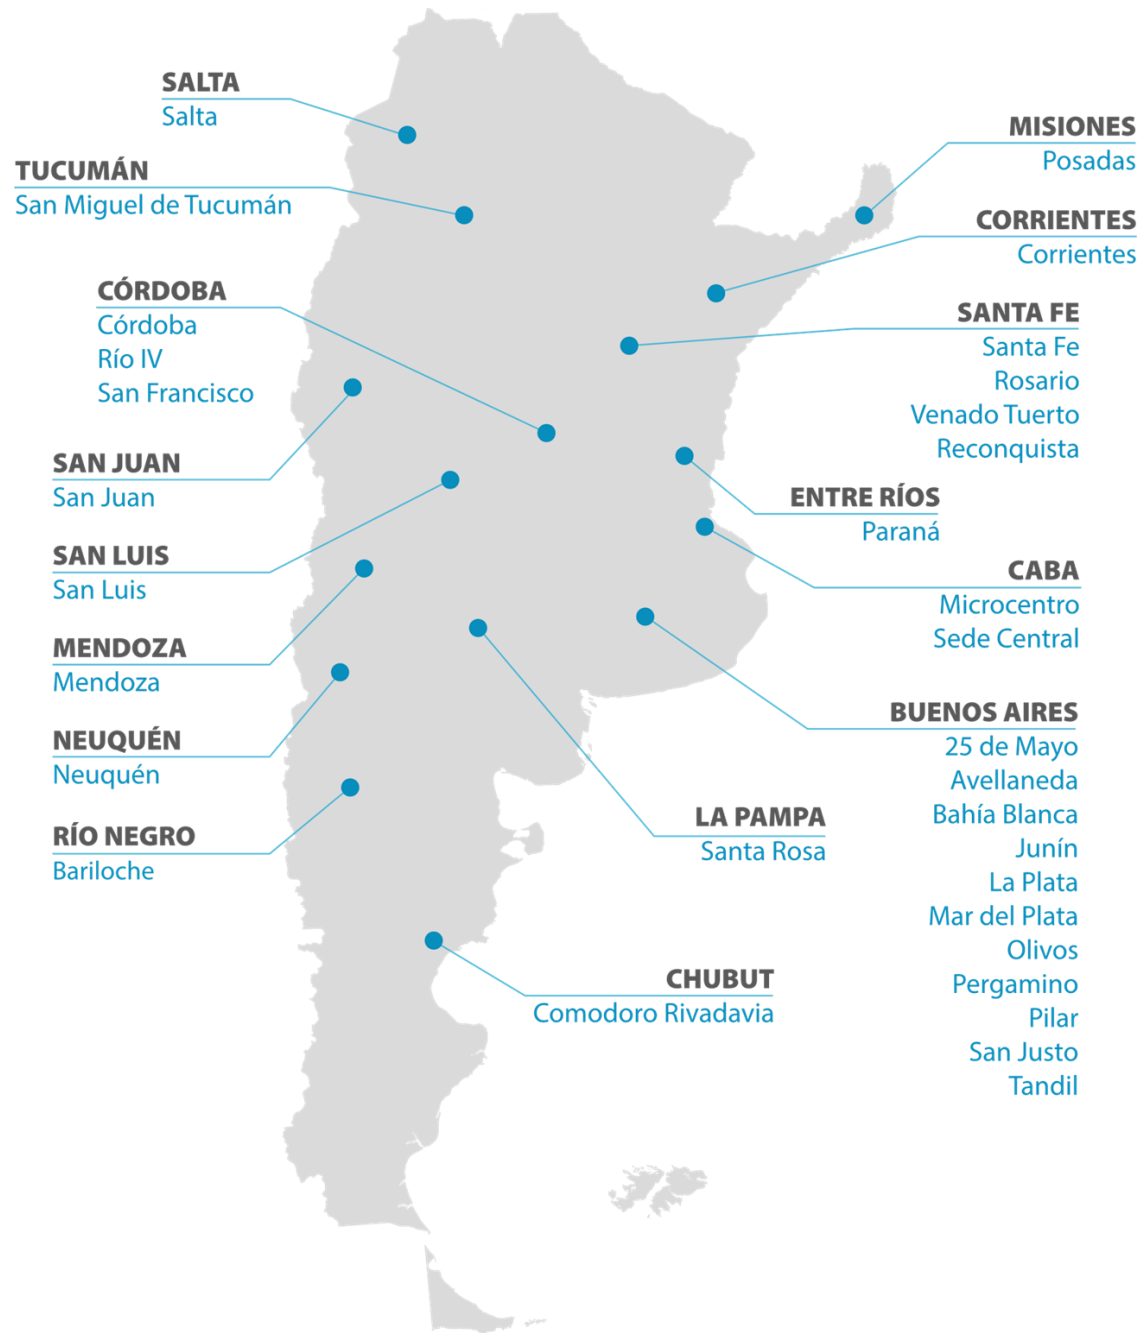 SALTA
Salta
TUCUMÁN
San Miguel de Tucumán
CÓRDOBA
Córdoba
Río IV
San Francisco
SAN JUAN
San Juan
SAN LUIS
San Luis
MENDOZA
Mendoza
NEUQUÉN
Neuquén
RÍO NEGRO
Bariloche
MISIONES
Posadas
CORRIENTES
Corrientes
SANTA FE
Santa Fe
Rosario
Venado Tuerto
Reconquista
ENTRE RÍOS
Paraná
CABA
Microcentro
Sede Central
BUENOS AIRES
25 de Mayo
Avellaneda
Bahía Blanca
Junín
La Plata
Mar del Plata
Olivos
Pergamino
Pilar
San Justo
Tandil
LA PAMPA
Santa Rosa
CHUBUT
Comodoro Rivadavia